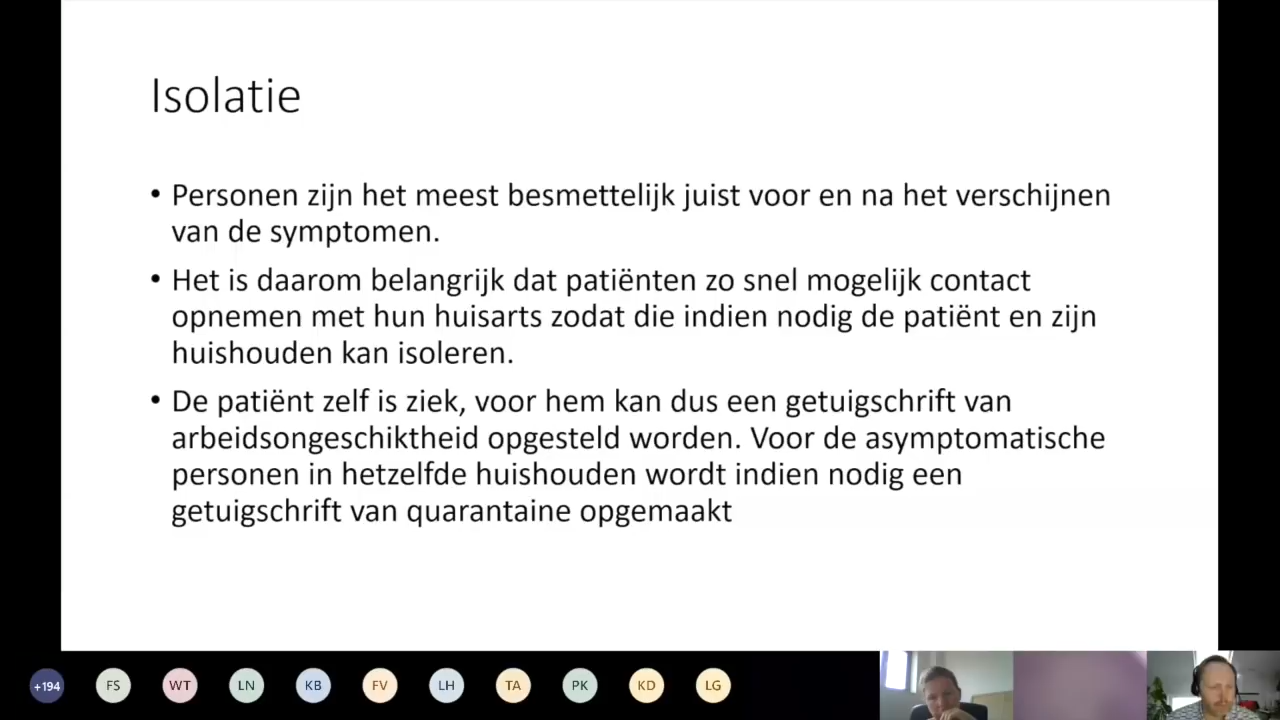 Isolatie
• Personen zijn het meest besmettelijk juist voor en na het verschijnen
van de symptomen.
• Het is daarom belangrijk dat patiënten zo snel mogelijk contact
opnemen met hun huisarts zodat die indien nodig de patiënt en zijn
huishouden kan isoleren.
• De patiënt zelf is ziek, voor hem kan dus een getuigschrift van
arbeidsongeschiktheid opgesteld worden. Voor de asymptomatische
personen in hetzelfde huishouden wordt indien nodig een
getuigschrift van quarantaine opgemaakt
+194 FS WT LN KB FV LH TA PK KD LG